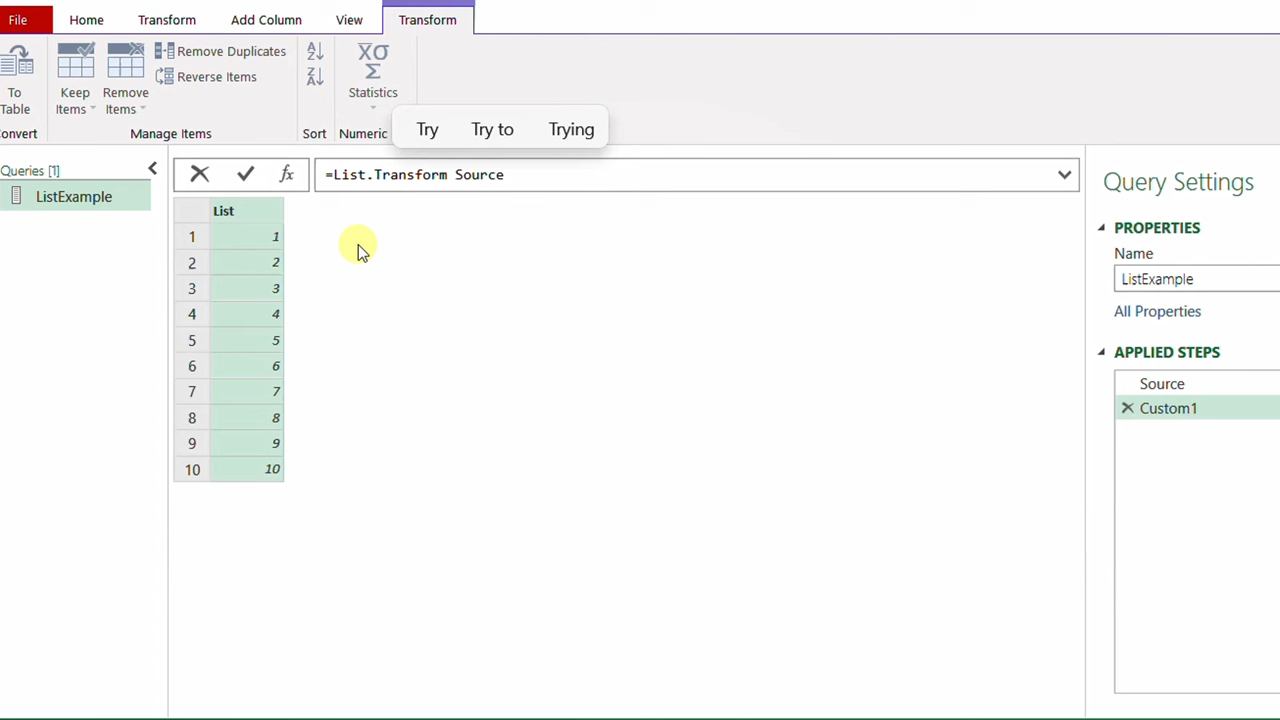 File Home Transform Add Column View Transform
To Table
Keep Items
Remove Items
Remove Duplicates
Reverse Items
A Z
Z A
X̅σ Σ
Statistics
onvert Manage Items Sort Numeric
Try Try to Trying
Queries [1]
ListExample
fx =List.Transform Source
List
1 1
2 2
3 3
4 4
5 5
6 6
7 7
8 8
9 9
10 10
Query Settings
PROPERTIES
Name
ListExample
All Properties
APPLIED STEPS
Source
Custom1